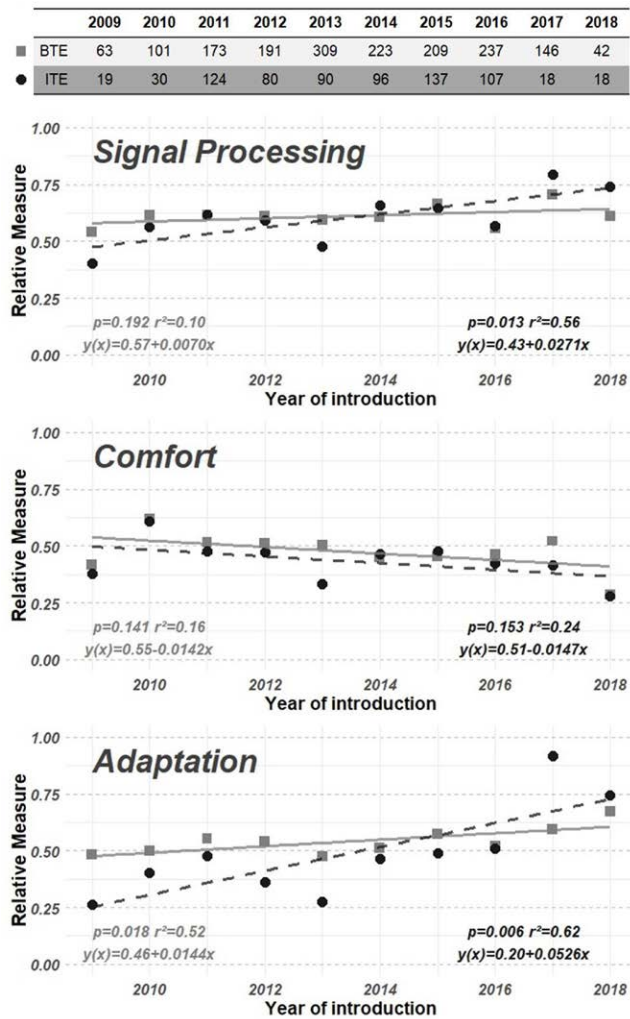 2009 2010 2011 2012 2013 2014 2015 2016 2017 2018
BTE 63 101 173 191 309 223 209 237 146 42
ITE 19 30 124 80 90 96 137 107 18 18
Signal Processing
Relative Measure
1.00
0.75
0.50
0.25
0.00
p=0.192 r²=0.10
y(x)=0.57+0.0070x
p=0.013 r²=0.56
y(x)=0.43+0.0271x
2010 2012 2014 2016 2018
Year of introduction
Comfort
Relative Measure
1.00
0.75
0.50
0.25
0.00
p=0.141 r²=0.16
y(x)=0.55-0.0142x
p=0.153 r²=0.24
y(x)=0.51-0.0147x
2010 2012 2014 2016 2018
Year of introduction
Adaptation
Relative Measure
1.00
0.75
0.50
0.25
0.00
p=0.018 r²=0.52
y(x)=0.46+0.0144x
p=0.006 r²=0.62
y(x)=0.20+0.0526x
2010 2012 2014 2016 2018
Year of introduction